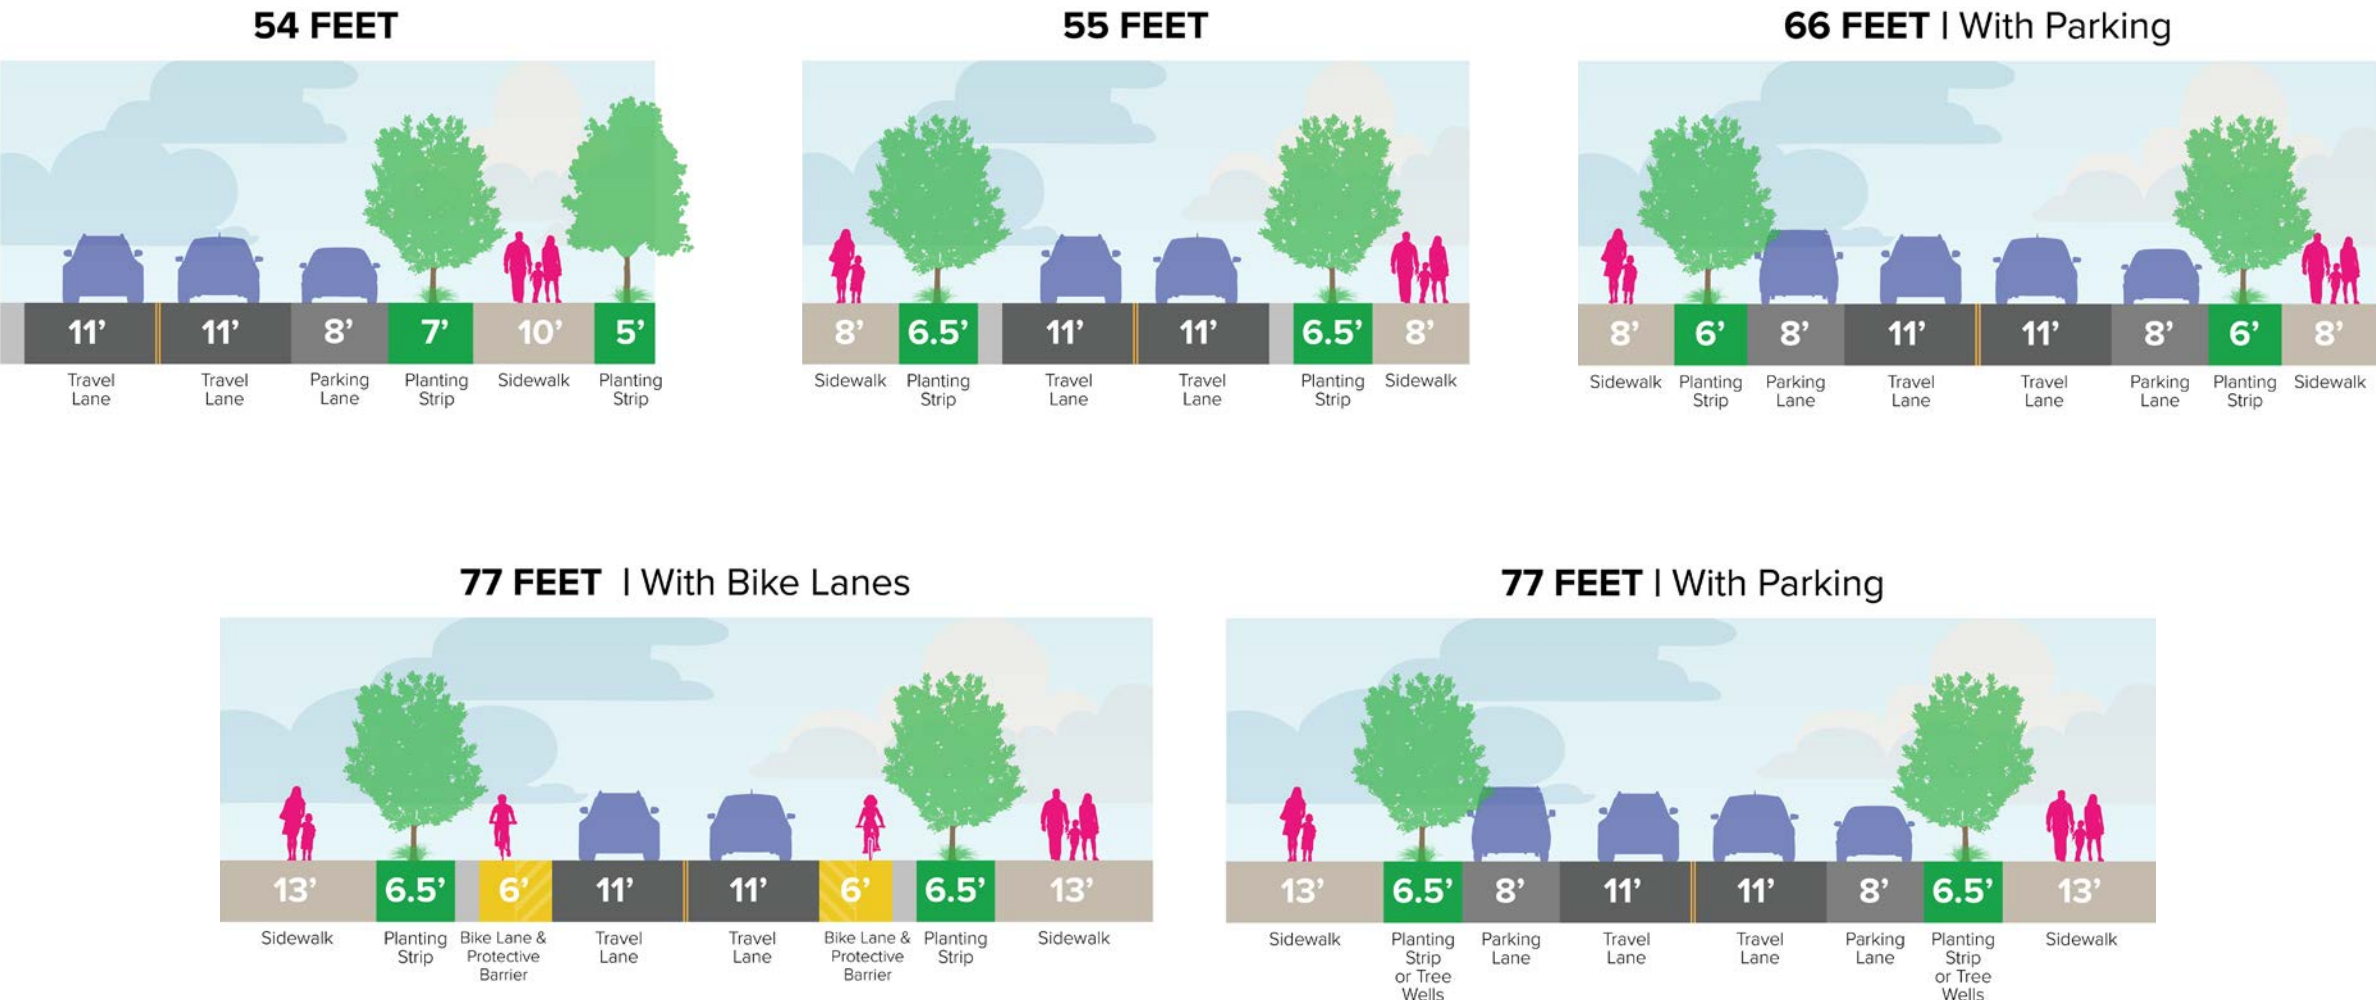 54 FEET
11’ 11’ 8’ 7’ 10’ 5’
Travel Lane
Travel Lane
Parking Lane
Planting Strip
Sidewalk
Planting Strip
55 FEET
8’ 6.5’ 11’ 11’ 6.5’ 8’
Sidewalk
Planting Strip
Travel Lane
Travel Lane
Planting Strip
Sidewalk
66 FEET | With Parking
8’ 6’ 8’ 11’ 11’ 8’ 6’ 8’
Sidewalk
Planting Strip
Parking Lane
Travel Lane
Travel Lane
Parking Lane
Planting Strip
Sidewalk
77 FEET | With Bike Lanes
13’ 6.5’ 6’ 11’ 11’ 6’ 6.5’ 13’
Sidewalk
Planting Strip
Bike Lane & Protective Barrier
Travel Lane
Travel Lane
Bike Lane & Protective Barrier
Planting Strip
Sidewalk
77 FEET | With Parking
13’ 6.5’ 8’ 11’ 11’ 8’ 6.5’ 13’
Sidewalk
Planting Strip or Tree Wells
Parking Lane
Travel Lane
Travel Lane
Parking Lane
Planting Strip or Tree Wells
Sidewalk